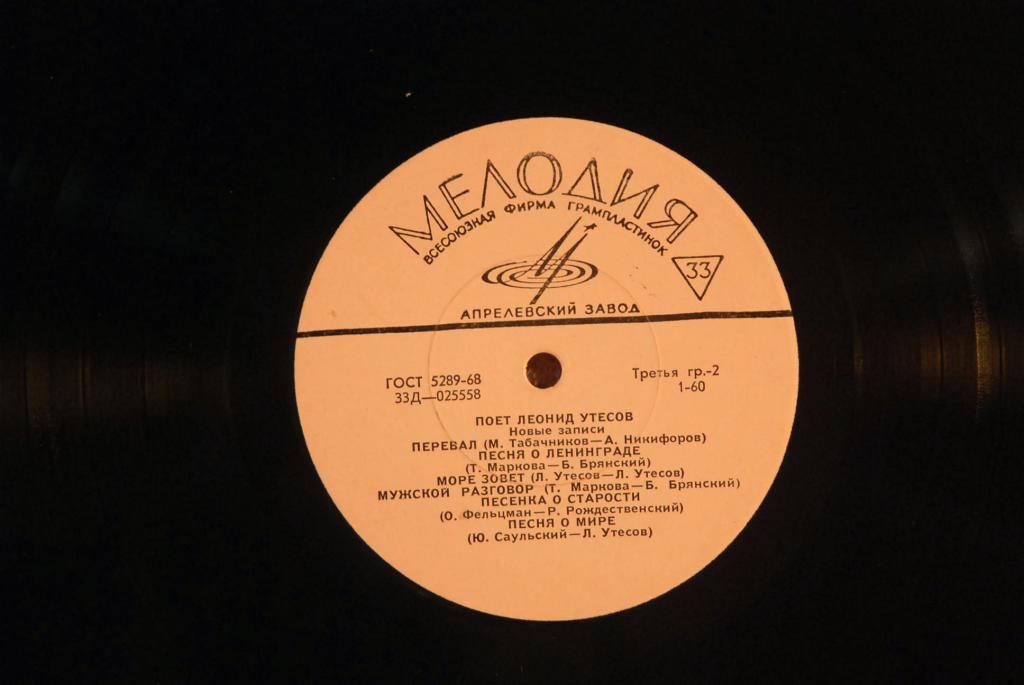 МЕЛОДИЯ
ВСЕСОЮЗНАЯ ФИРМА ГРАМПЛАСТИНОК
33
АПРЕЛЕВСКИЙ ЗАВОД
ГОСТ 5289-68
Третья гр.-2
33Д—025558
1-60
ПОЕТ ЛЕОНИД УТЕСОВ
Новые записи
ПЕРЕВАЛ (М. Табачников—А. Никифоров)
ПЕСНЯ О ЛЕНИНГРАДЕ
(Т. Маркова—Б. Брянский)
МОРЕ ЗОВЕТ (Л. Утесов—Л. Утесов)
МУЖСКОЙ РАЗГОВОР (Т. Маркова—Б. Брянский)
ПЕСЕНКА О СТАРОСТИ
(О. Фельцман—Р. Рождественский)
ПЕСНЯ О МИРЕ
(Ю. Саульский—Л. Утесов)